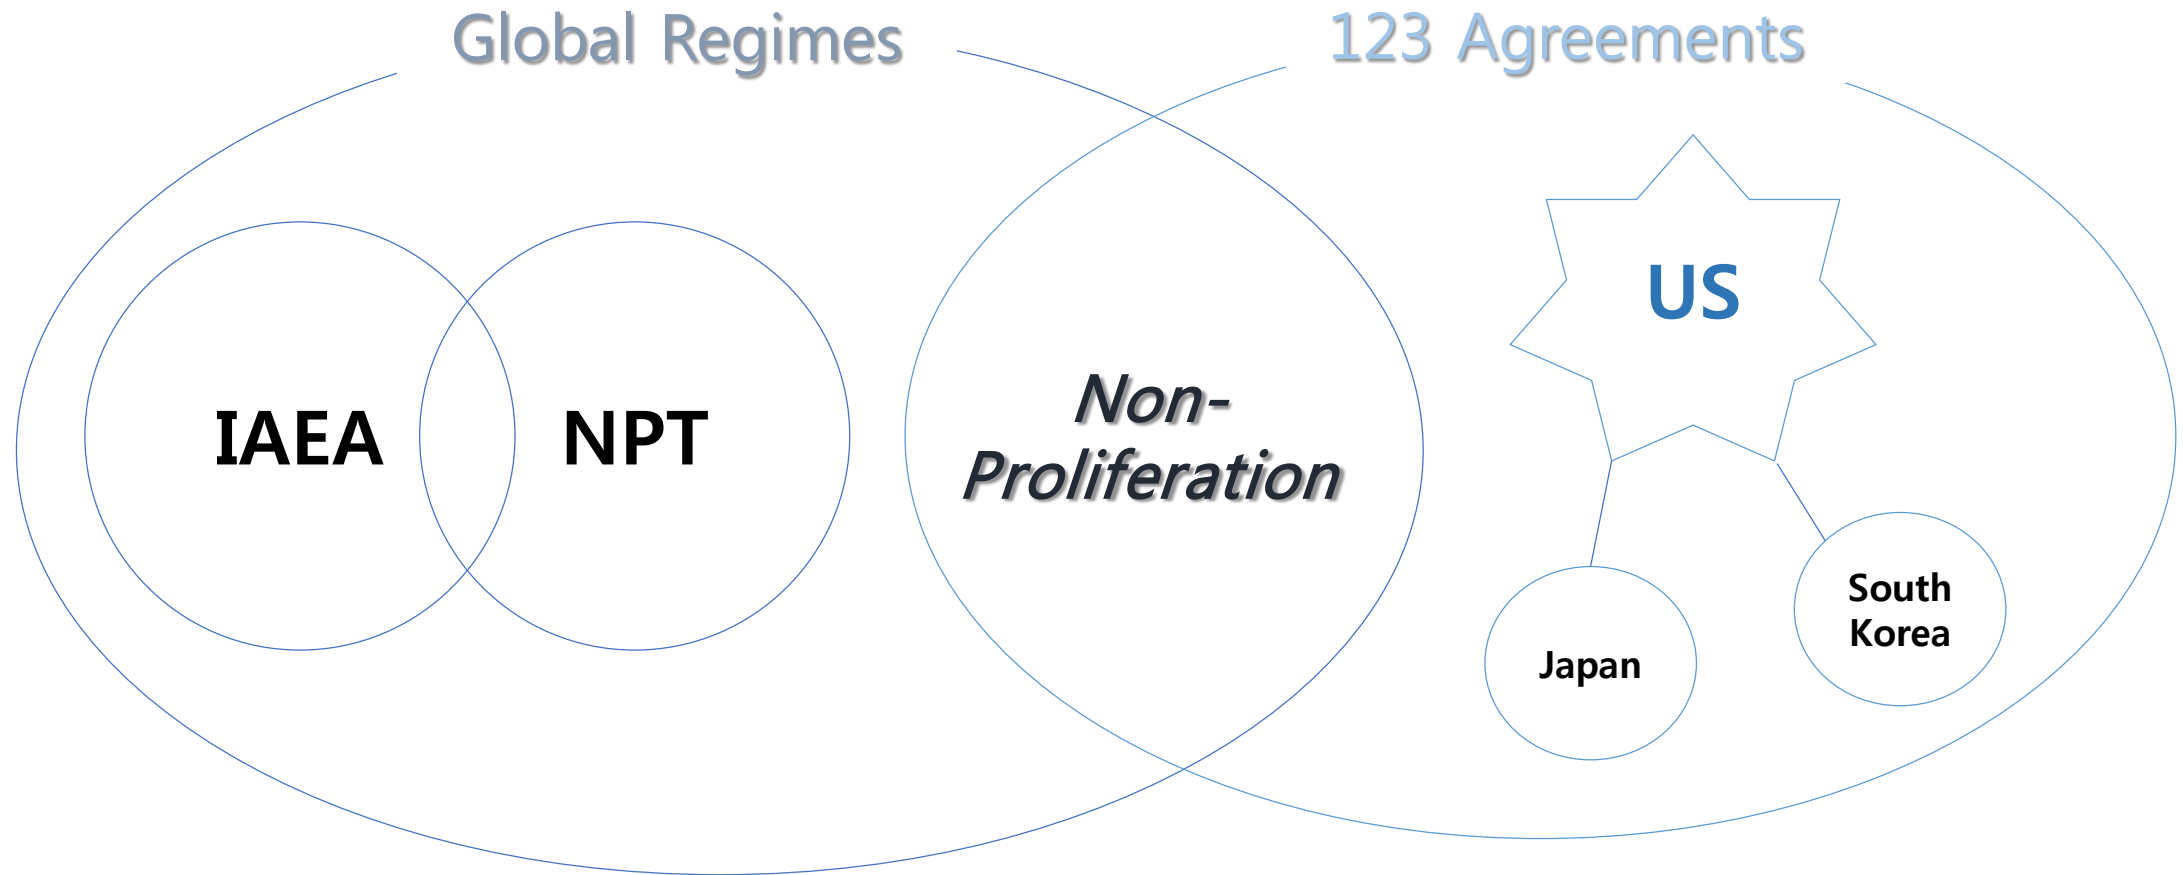 Global Regimes
123 Agreements
IAEA
NPT
Non-
Proliferation
US
Japan
South
Korea